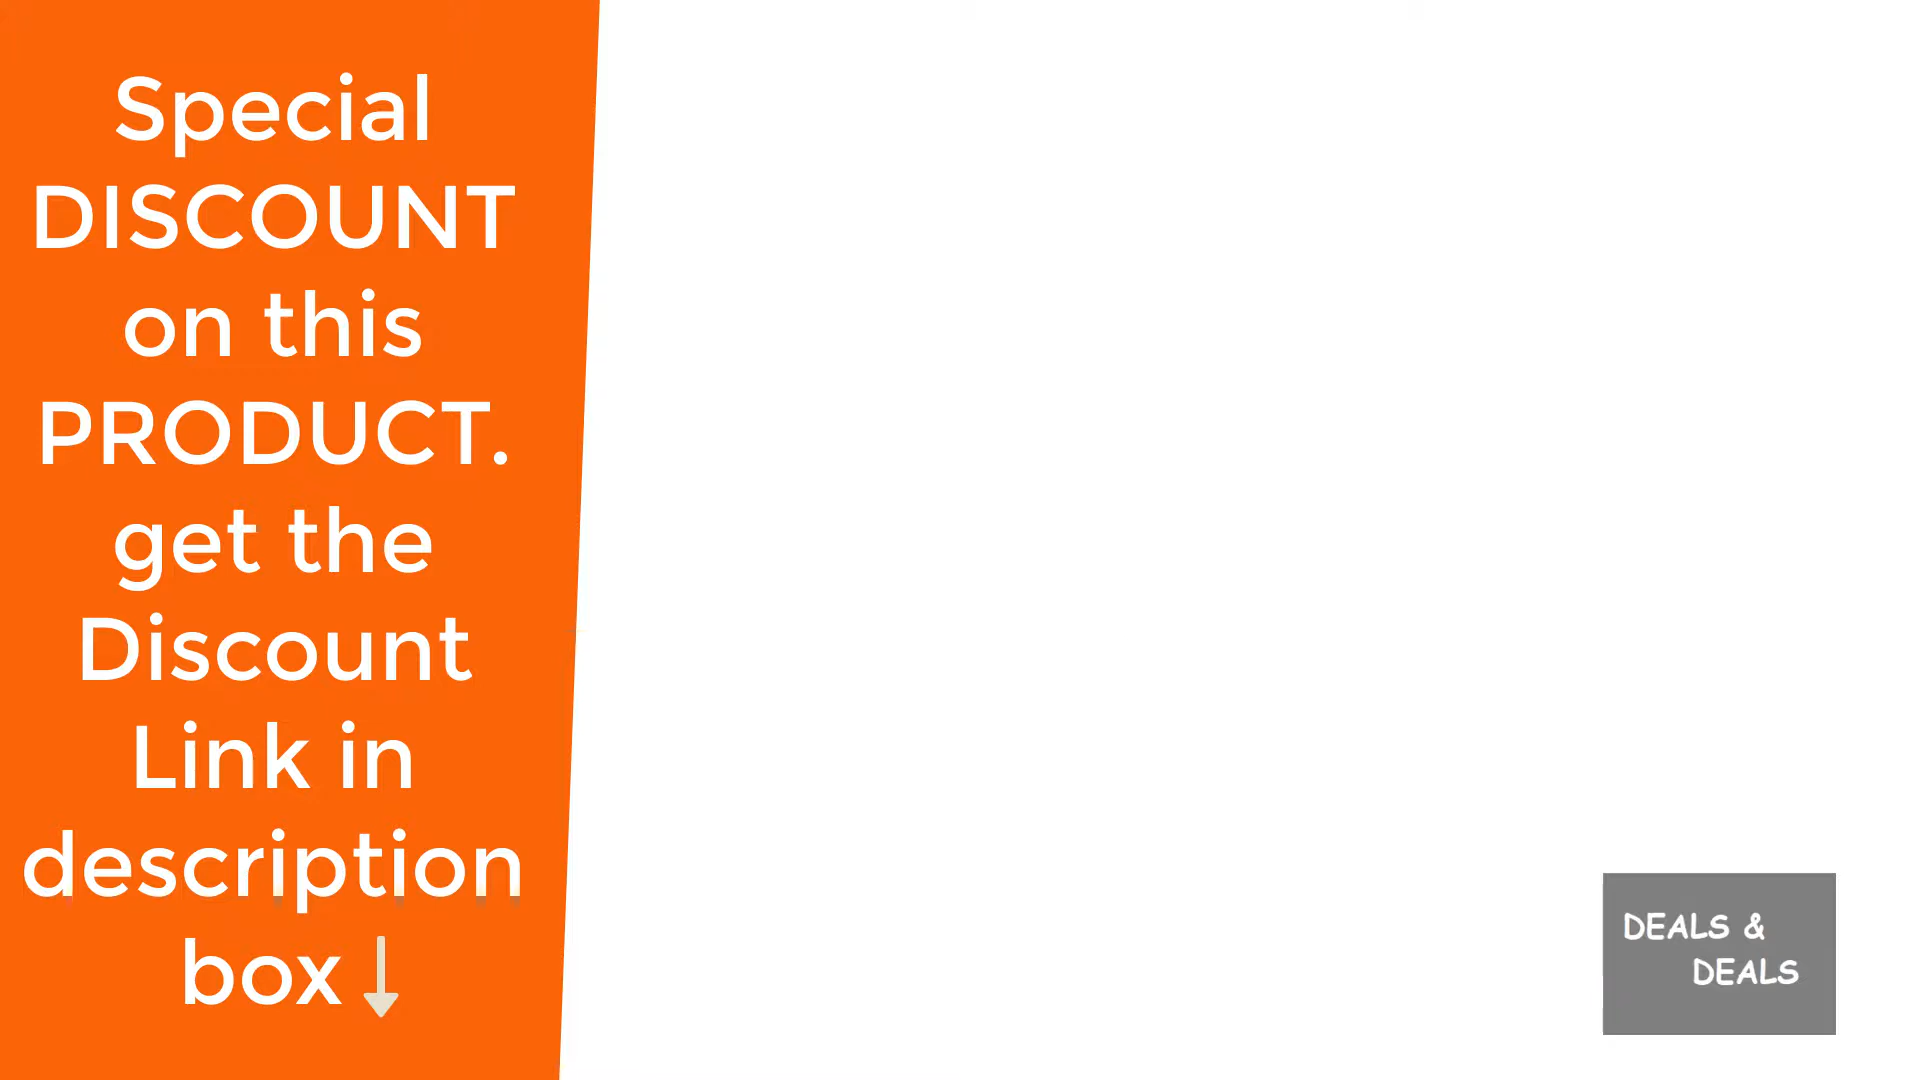 Special
DISCOUNT
on this
PRODUCT.
get the
Discount
Link in
description
box
DEALS &
DEALS